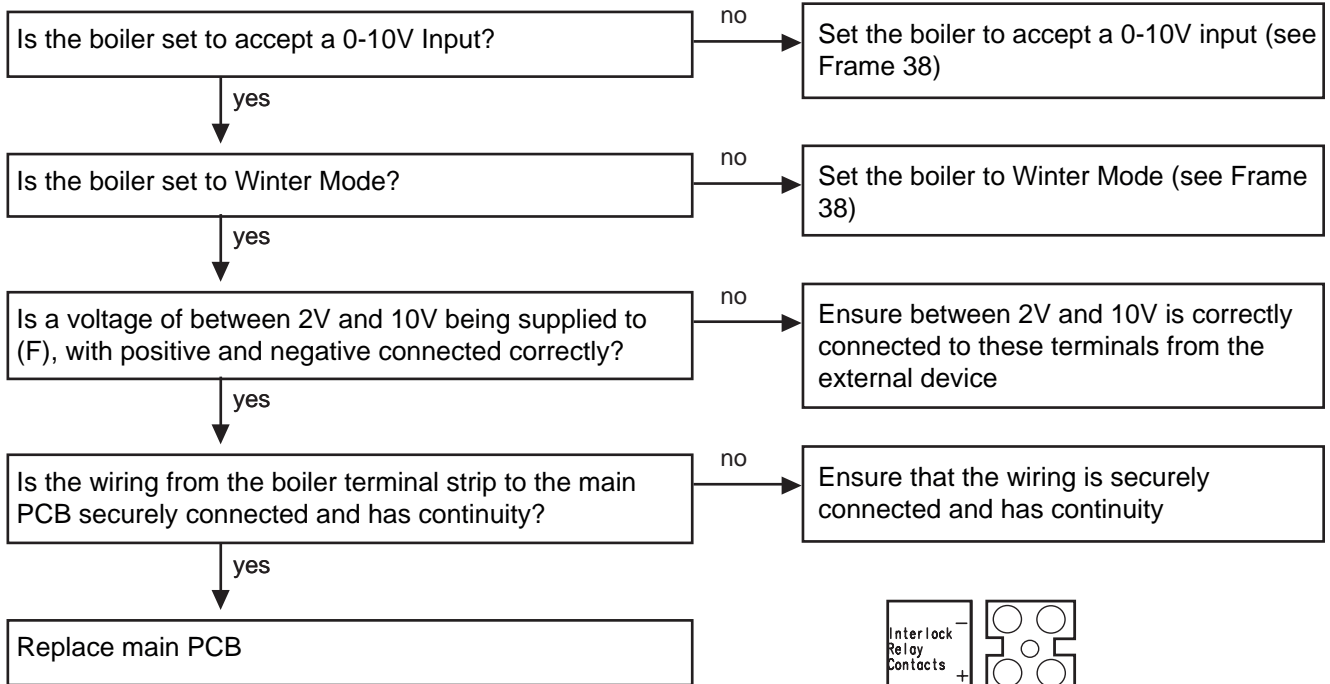 Is the boiler set to accept a 0-10V Input?
no
Set the boiler to accept a 0-10V input (see
Frame 38)
yes
Is the boiler set to Winter Mode?
no
Set the boiler to Winter Mode (see Frame
38)
yes
Is a voltage of between 2V and 10V being supplied to
(F), with positive and negative connected correctly?
no
Ensure between 2V and 10V is correctly
connected to these terminals from the
external device
yes
Is the wiring from the boiler terminal strip to the main
PCB securely connected and has continuity?
no
Ensure that the wiring is securely
connected and has continuity
yes
Replace main PCB
Interlock −
Relay
Contacts +